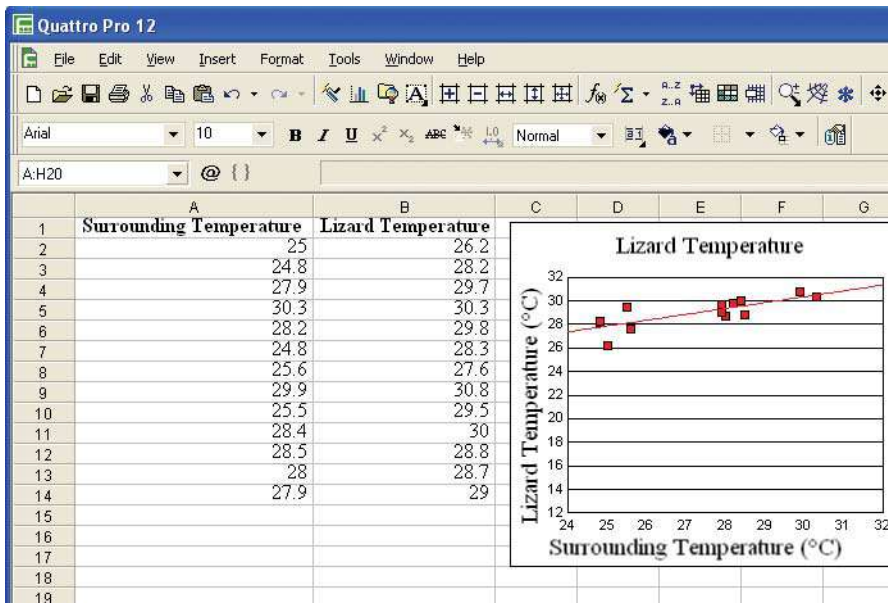 Quattro Pro 12
File Edit View Insert Format Tools Window Help
Arial 10 B I U x² x₂ ABC 1.0 Normal
A:H20 @ { }
A B C D E F G
1 Surrounding Temperature Lizard Temperature
2 25 26.2
3 24.8 28.2
4 27.9 29.7
5 30.3 30.3
6 28.2 29.8
7 24.8 28.3
8 25.6 27.6
9 29.9 30.8
10 25.5 29.5
11 28.4 30
12 28.5 28.8
13 28 28.7
14 27.9 29
15
16
17
18
19
Lizard Temperature
Lizard Temperature (°C)
32
30
28
26
24
22
20
18
16
14
12
24 25 26 27 28 29 30 31 32
Surrounding Temperature (°C)